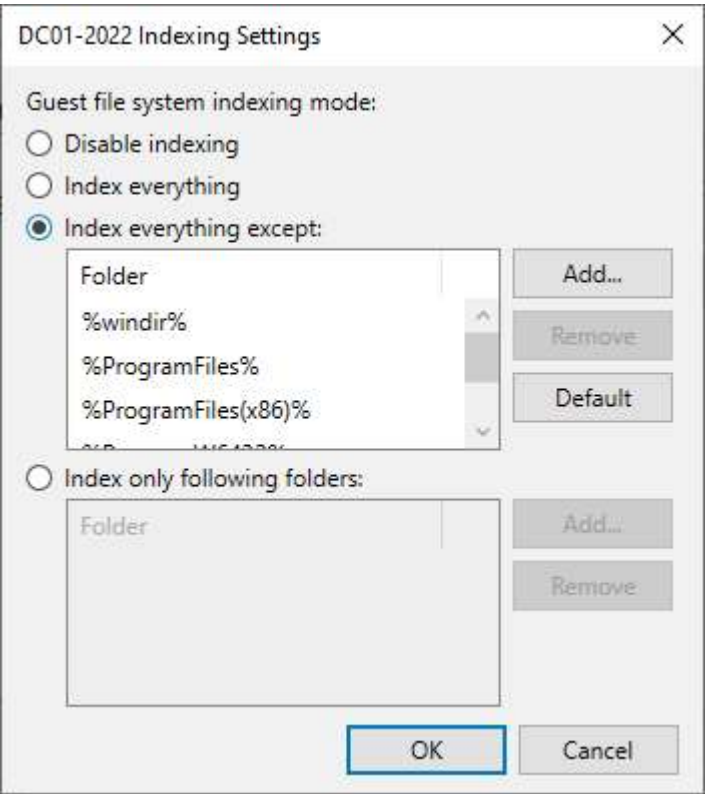 DC01-2022 Indexing Settings
Guest file system indexing mode:
Disable indexing
Index everything
Index everything except:
Folder
%windir%
%ProgramFiles%
%ProgramFiles(x86)%
Add...
Remove
Default
Index only following folders:
Folder
Add...
Remove
OK
Cancel